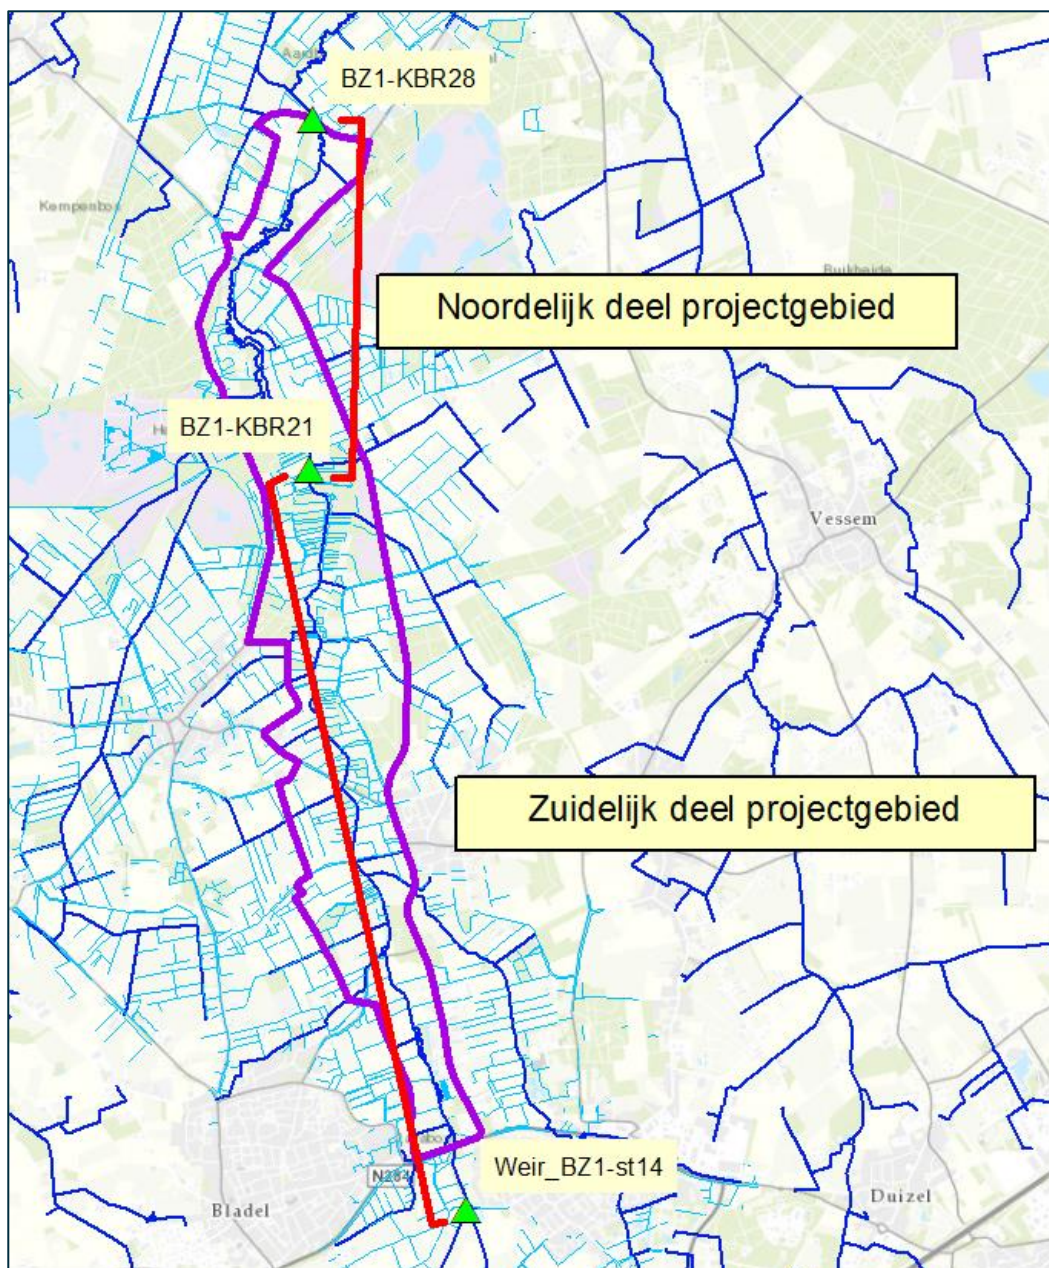 BZ1-KBR28
Kempenbos
Noordelijk deel projectgebied
BZ1-KBR21
Vessem
Zuidelijk deel projectgebied
Weir_BZ1-st14
N284
Duizel
Bladel